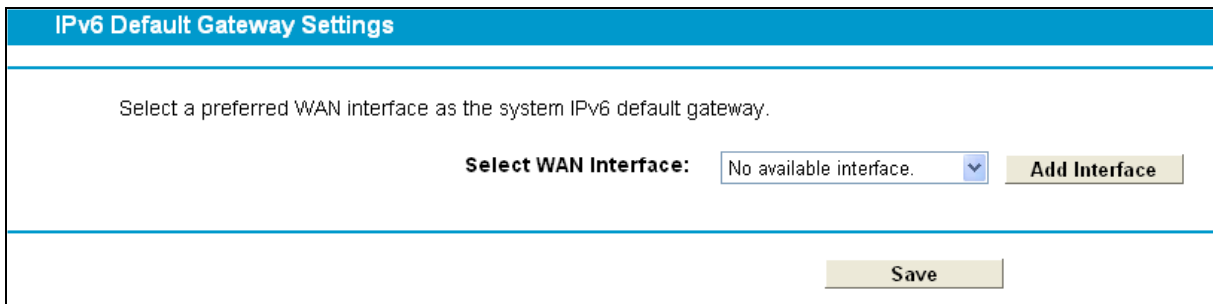 IPv6 Default Gateway Settings
Select a preferred WAN interface as the system IPv6 default gateway.
Select WAN Interface: No available interface. Add Interface
Save